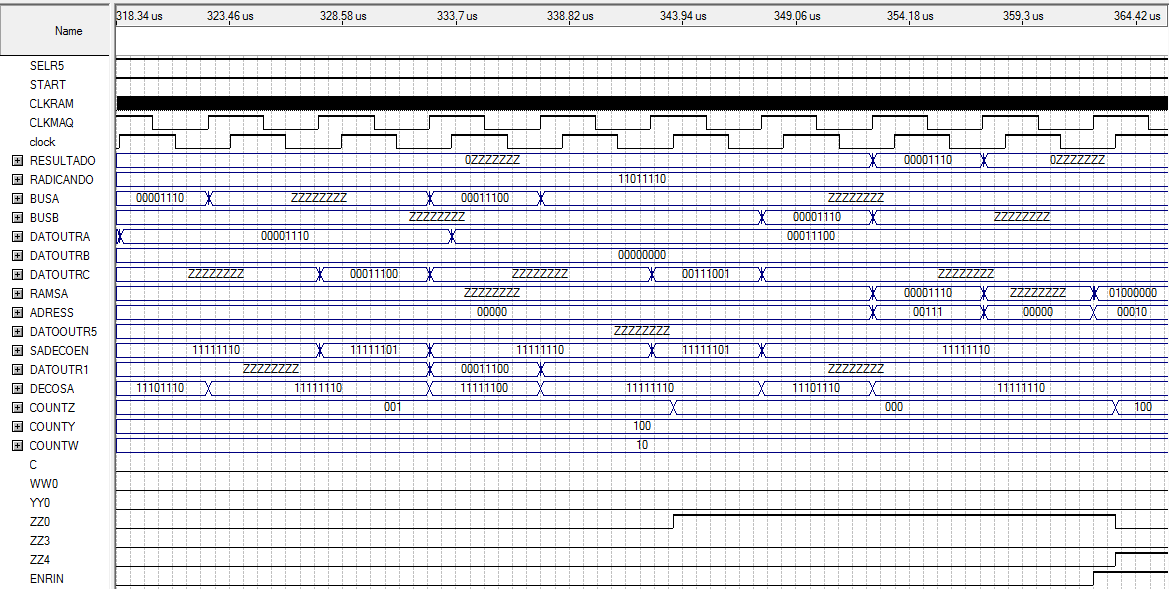 Name 318.34 us 323.46 us 328.58 us 333.7 us 338.82 us 343.94 us 349.06 us 354.18 us 359.3 us 364.42 us
SELR5
START
CLKRAM
CLKMAQ
clock
RESULTADO 0ZZZZZZZ 00001110 0ZZZZZZZ
RADICANDO 11011110
BUSA 00001110 ZZZZZZZZ 00011100 ZZZZZZZZ
BUSB ZZZZZZZZ 00001110 ZZZZZZZZ
DATOUTRA 00001110 00011100
DATOUTRB 00000000
DATOUTRC ZZZZZZZZ 00011100 ZZZZZZZZ 00111001 ZZZZZZZZ
RAMSA ZZZZZZZZ 00001110 ZZZZZZZZ 01000000
ADRESS 00000 00111 00000 00010
DATOOUTR5 ZZZZZZZZ
SADECOEN 11111110 11111101 11111110 11111101 11111110
DATOUTR1 ZZZZZZZZ 00011100 ZZZZZZZZ
DECOSA 11101110 11111110 11111100 11111110 11101110 11111110
COUNTZ 001 000 100
COUNTY 100
COUNTW 10
C
WW0
YY0
ZZ0
ZZ3
ZZ4
ENRIN